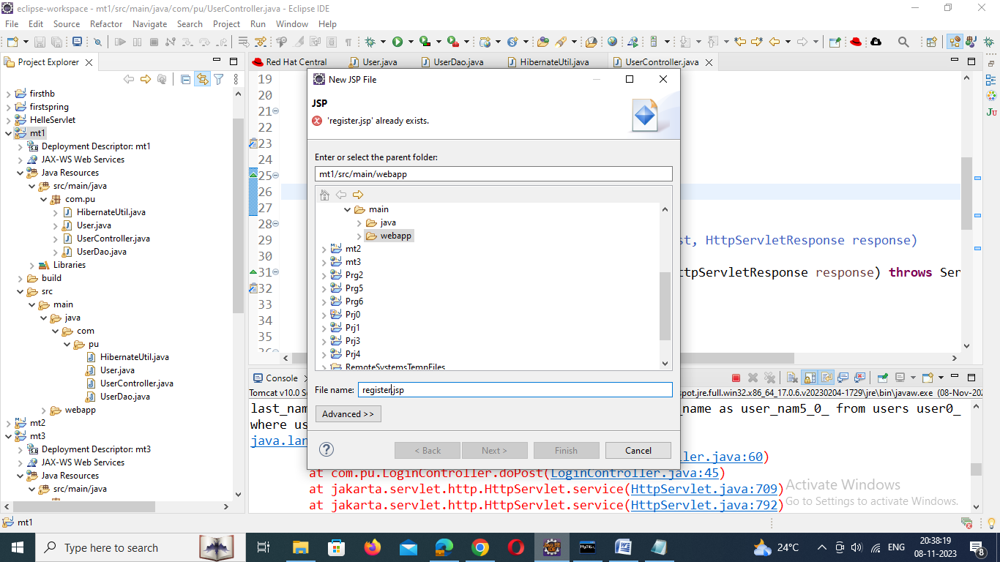 eclipse-workspace - mt1/src/main/java/com/pu/UserController.java - Eclipse IDE
File Edit Source Refactor Navigate Search Project Run Window Help
Project Explorer
Red Hat Central User.java UserDao.java HibernateUtil.java UserController.java
firsthb
firstspring
HelleServlet
mt1
Deployment Descriptor: mt1
JAX-WS Web Services
Java Resources
src/main/java
com.pu
HibernateUtil.java
User.java
UserController.java
UserDao.java
Libraries
build
src
main
java
com
pu
HibernateUtil.java
User.java
UserController.java
UserDao.java
webapp
mt2
mt3
Deployment Descriptor: mt3
JAX-WS Web Services
Java Resources
src/main/java
mt1
19
20
21
22
23
24
25
26
27
28
29 st, HttpServletResponse response)
30
31 tpServletResponse response) throws Ser
32
33
34
35
New JSP File
JSP
'register.jsp' already exists.
Enter or select the parent folder:
mt1/src/main/webapp
main
java
webapp
mt2
mt3
Prg2
Prg5
Prg6
Prj0
Prj1
Prj3
Prj4
RemoteSystemsTempFiles
File name: register.jsp
Advanced >>
< Back Next > Finish Cancel
Console
Tomcat v10.0 S spot.jre.full.win32.x86_64_17.0.6.v20230204-1729\jre\bin\javaw.exe (08-Nov-202
last_nam _name as user_nam5_0_ from users user0_
where us
java.lan
ller.java:60)
at com.pu.LoginController.doPost(LoginController.java:45)
at jakarta.servlet.http.HttpServlet.service(HttpServlet.java:709)
at jakarta.servlet.http.HttpServlet.service(HttpServlet.java:792)
Activate Windows
Go to Settings to activate Windows.
Type here to search
24°C
ENG
20:38:19
08-11-2023
8